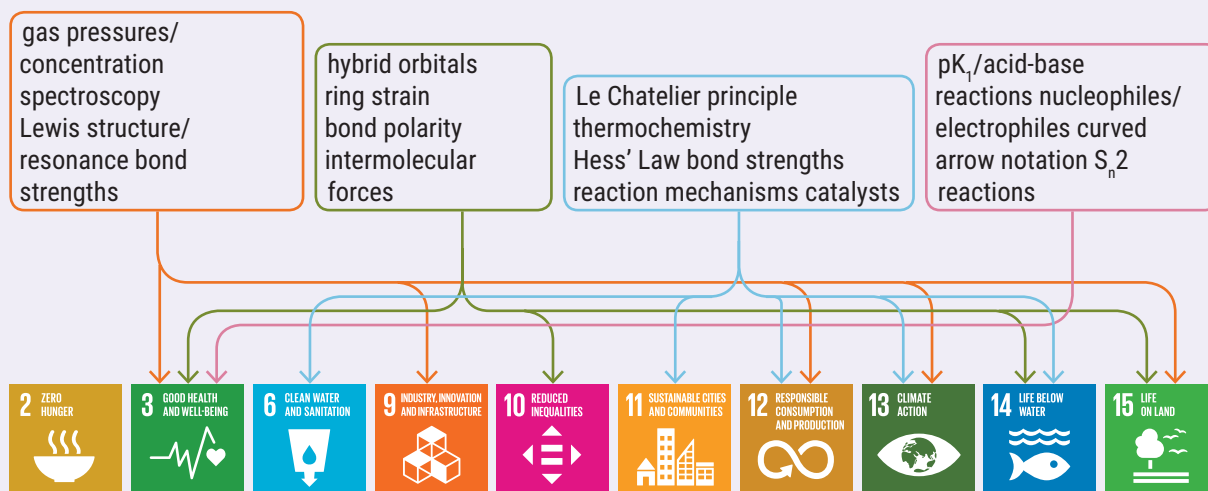 gas pressures/
concentration
spectroscopy
Lewis structure/
resonance bond
strengths
hybrid orbitals
ring strain
bond polarity
intermolecular
forces
Le Chatelier principle
thermochemistry
Hess’ Law bond strengths
reaction mechanisms catalysts
pK₁/acid-base
reactions nucleophiles/
electrophiles curved
arrow notation Sₙ2
reactions
2 ZERO
HUNGER
3 GOOD HEALTH
AND WELL-BEING
6 CLEAN WATER
AND SANITATION
9 INDUSTRY, INNOVATION
AND INFRASTRUCTURE
10 REDUCED
INEQUALITIES
11 SUSTAINABLE CITIES
AND COMMUNITIES
12 RESPONSIBLE
CONSUMPTION
AND PRODUCTION
13 CLIMATE
ACTION
14 LIFE BELOW
WATER
15 LIFE
ON LAND